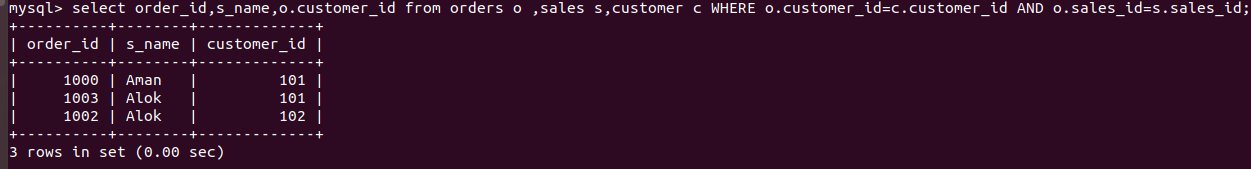 mysql> select order_id,s_name,o.customer_id from orders o ,sales s,customer c WHERE o.customer_id=c.customer_id AND o.sales_id=s.sales_id;
+----------+--------+-------------+
| order_id | s_name | customer_id |
+----------+--------+-------------+
|     1000 | Aman   |         101 |
|     1003 | Alok   |         101 |
|     1002 | Alok   |         102 |
+----------+--------+-------------+
3 rows in set (0.00 sec)